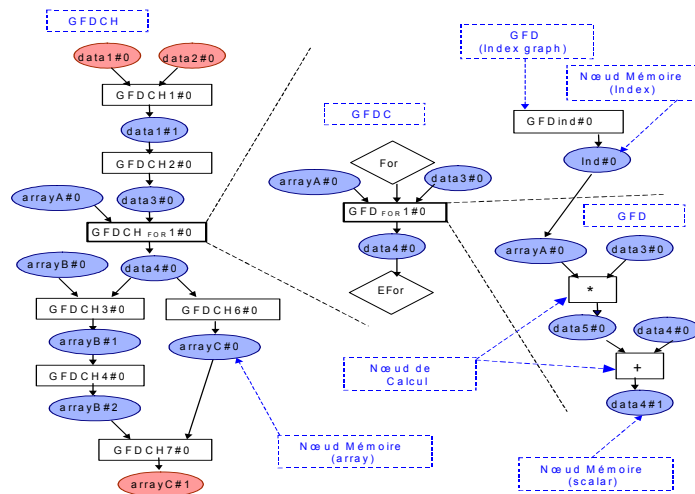 GFDCH
data1#0
data2#0
GFDCH1#0
data1#1
GFDCH2#0
arrayA#0
data3#0
GFDCH FOR 1#0
arrayB#0
data4#0
GFDCH3#0
GFDCH6#0
arrayB#1
arrayC#0
GFDCH4#0
arrayB#2
GFDCH7#0
arrayC#1
Nœud Mémoire
(array)
GFDC
For
arrayA#0
data3#0
GFD FOR 1#0
data4#0
EFor
Nœud de
Calcul
GFD
(Index graph)
Nœud Mémoire
(Index)
GFDind#0
Ind#0
GFD
arrayA#0
data3#0
*
data5#0
data4#0
+
data4#1
Nœud Mémoire
(scalar)